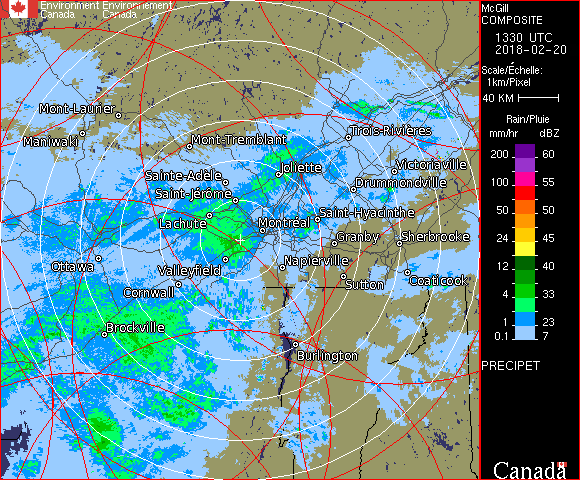 Environment Environnement
Canada Canada
McGill
COMPOSITE
1330 UTC
2018-02-20
Scale/Échelle:
1km/Pixel
40 KM
Rain/Pluie
mm/hr dBZ
200 60
100 55
50 50
24 45
12 40
4 33
1 23
0.1 7
PRECIPET
Canada
Mont-Laurier
Maniwaki
Mont-Tremblant
Trois-Rivières
Joliette
Victoriaville
Sainte-Adèle
Drummondville
Saint-Jérôme
Saint-Hyacinthe
Lachute
Montréal
Granby
Sherbrooke
Ottawa
Valleyfield
Napierville
Coaticook
Sutton
Cornwall
Brockville
Burlington